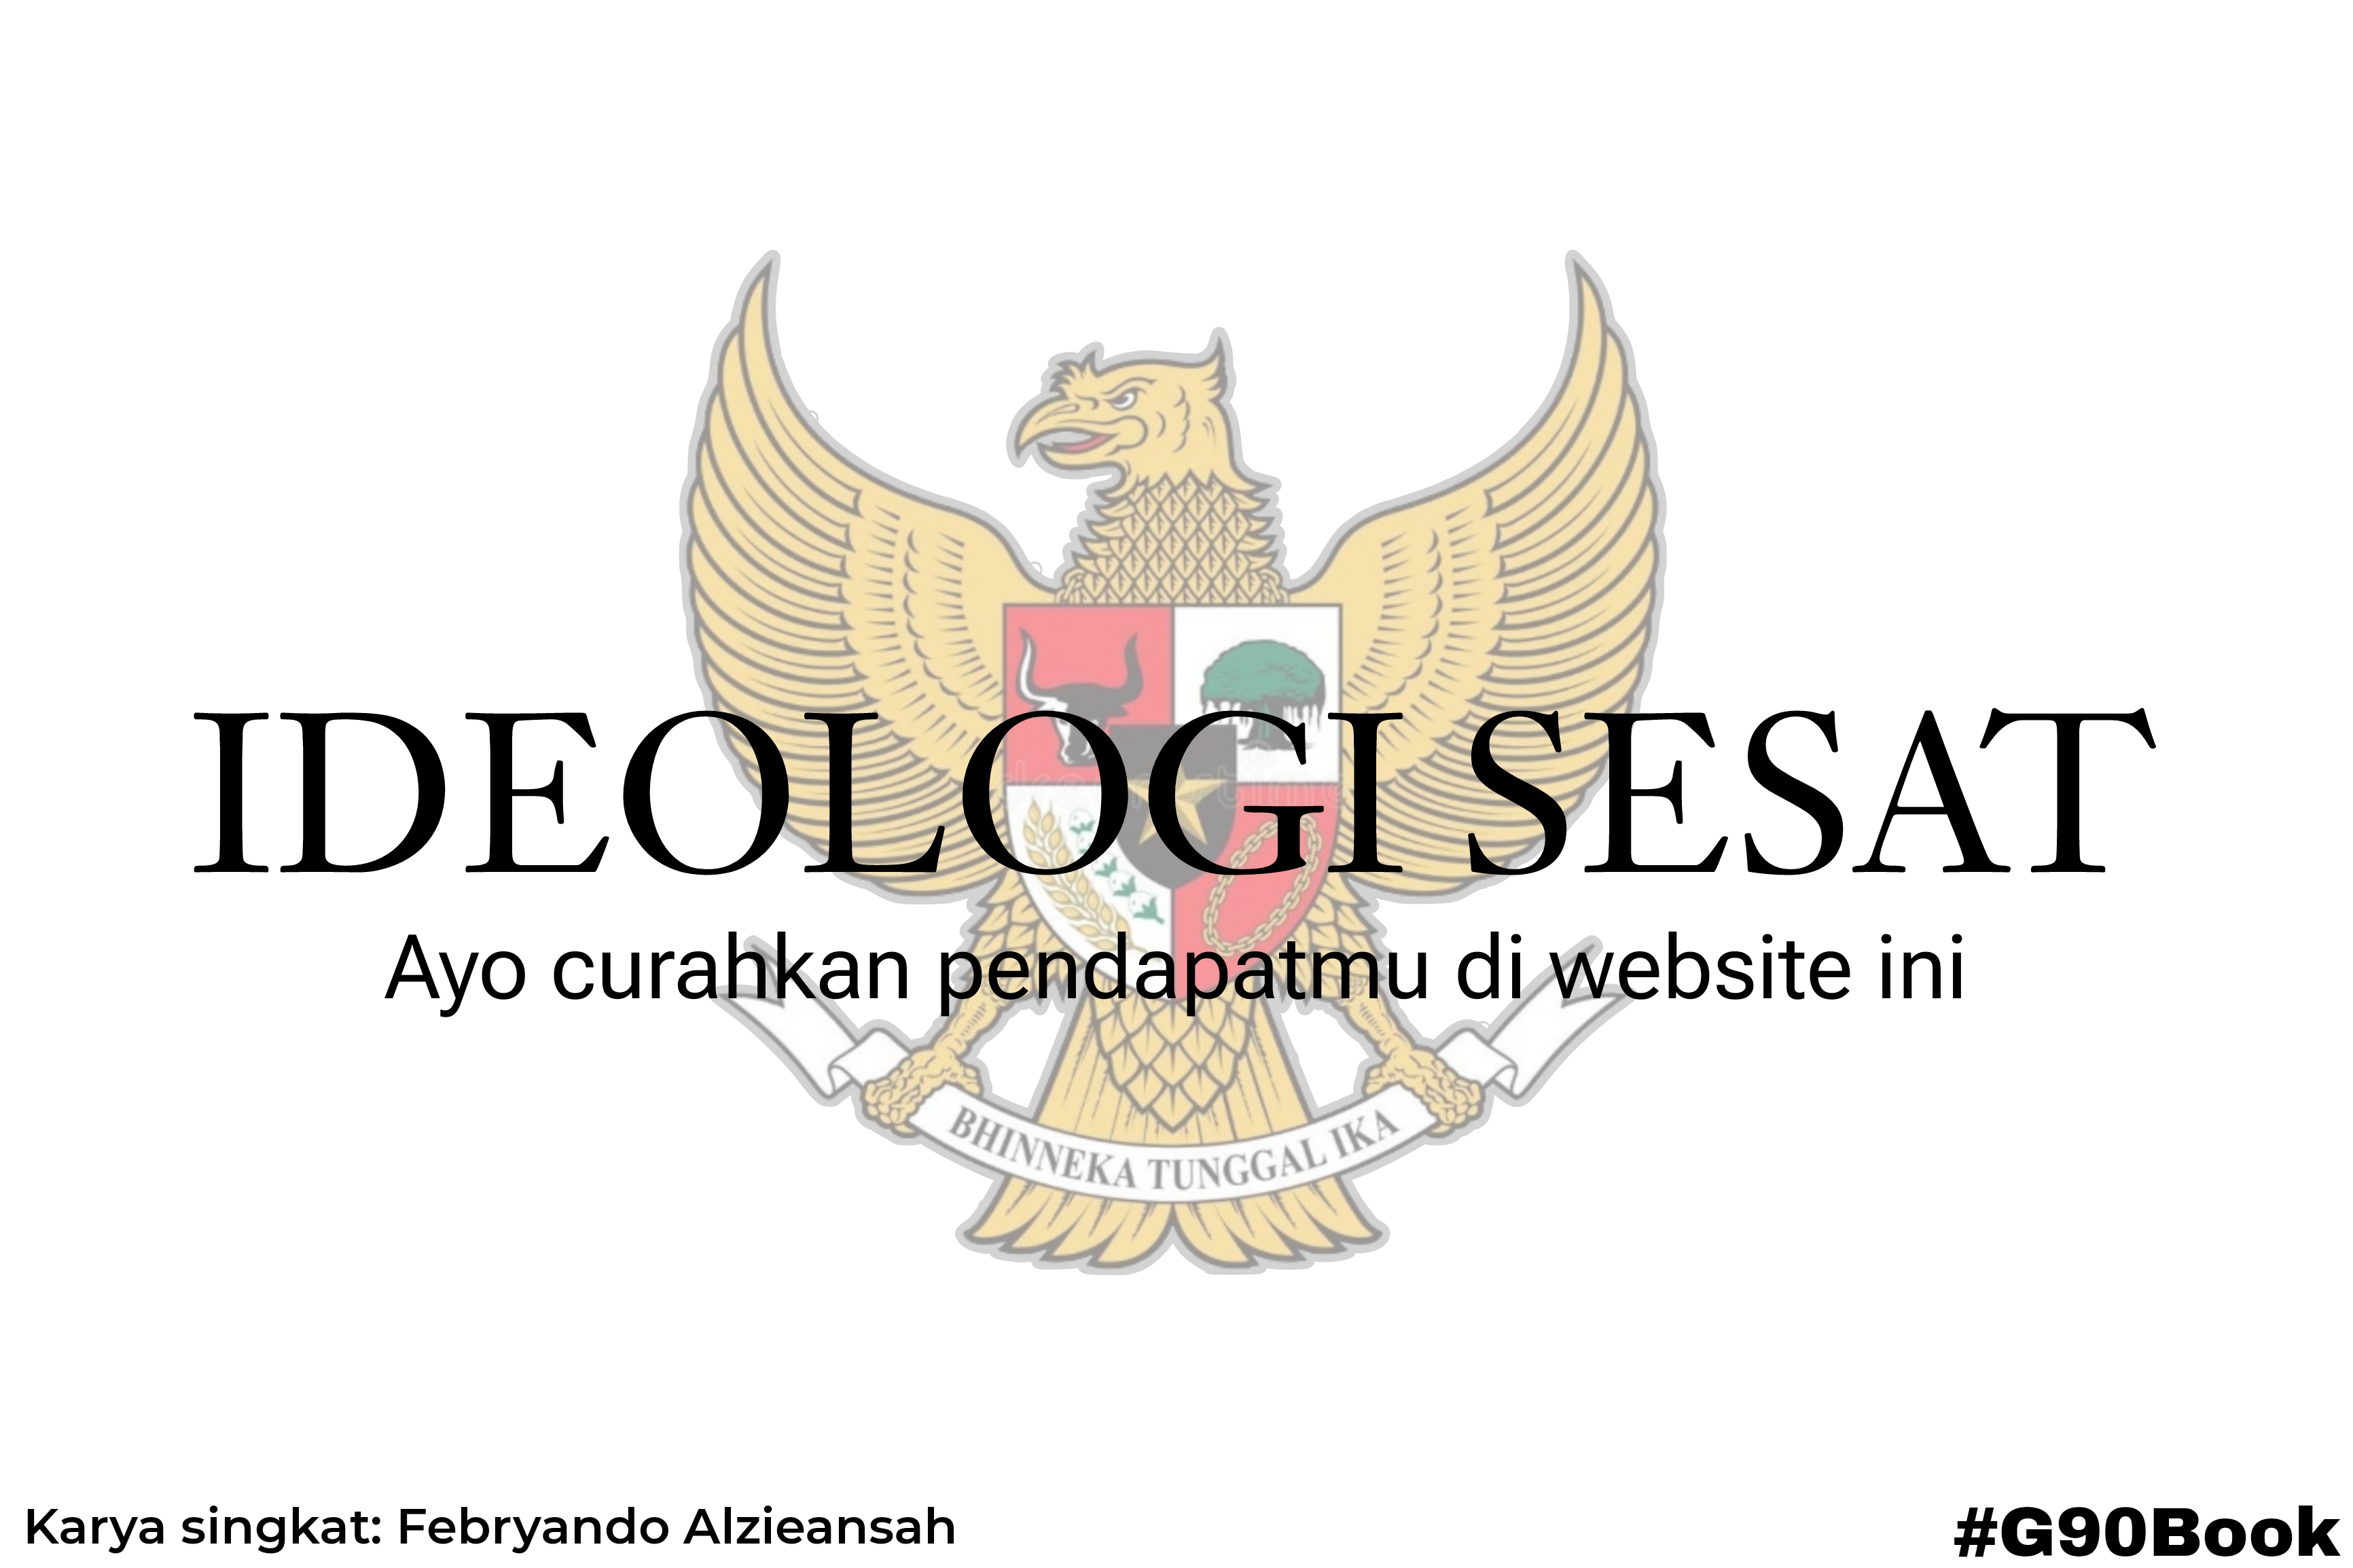 IDEOLOGI SESAT
Ayo curahkan pendapatmu di website ini
BHINNEKA TUNGGAL IKA
Karya singkat: Febryando Alzieansah
#G90Book